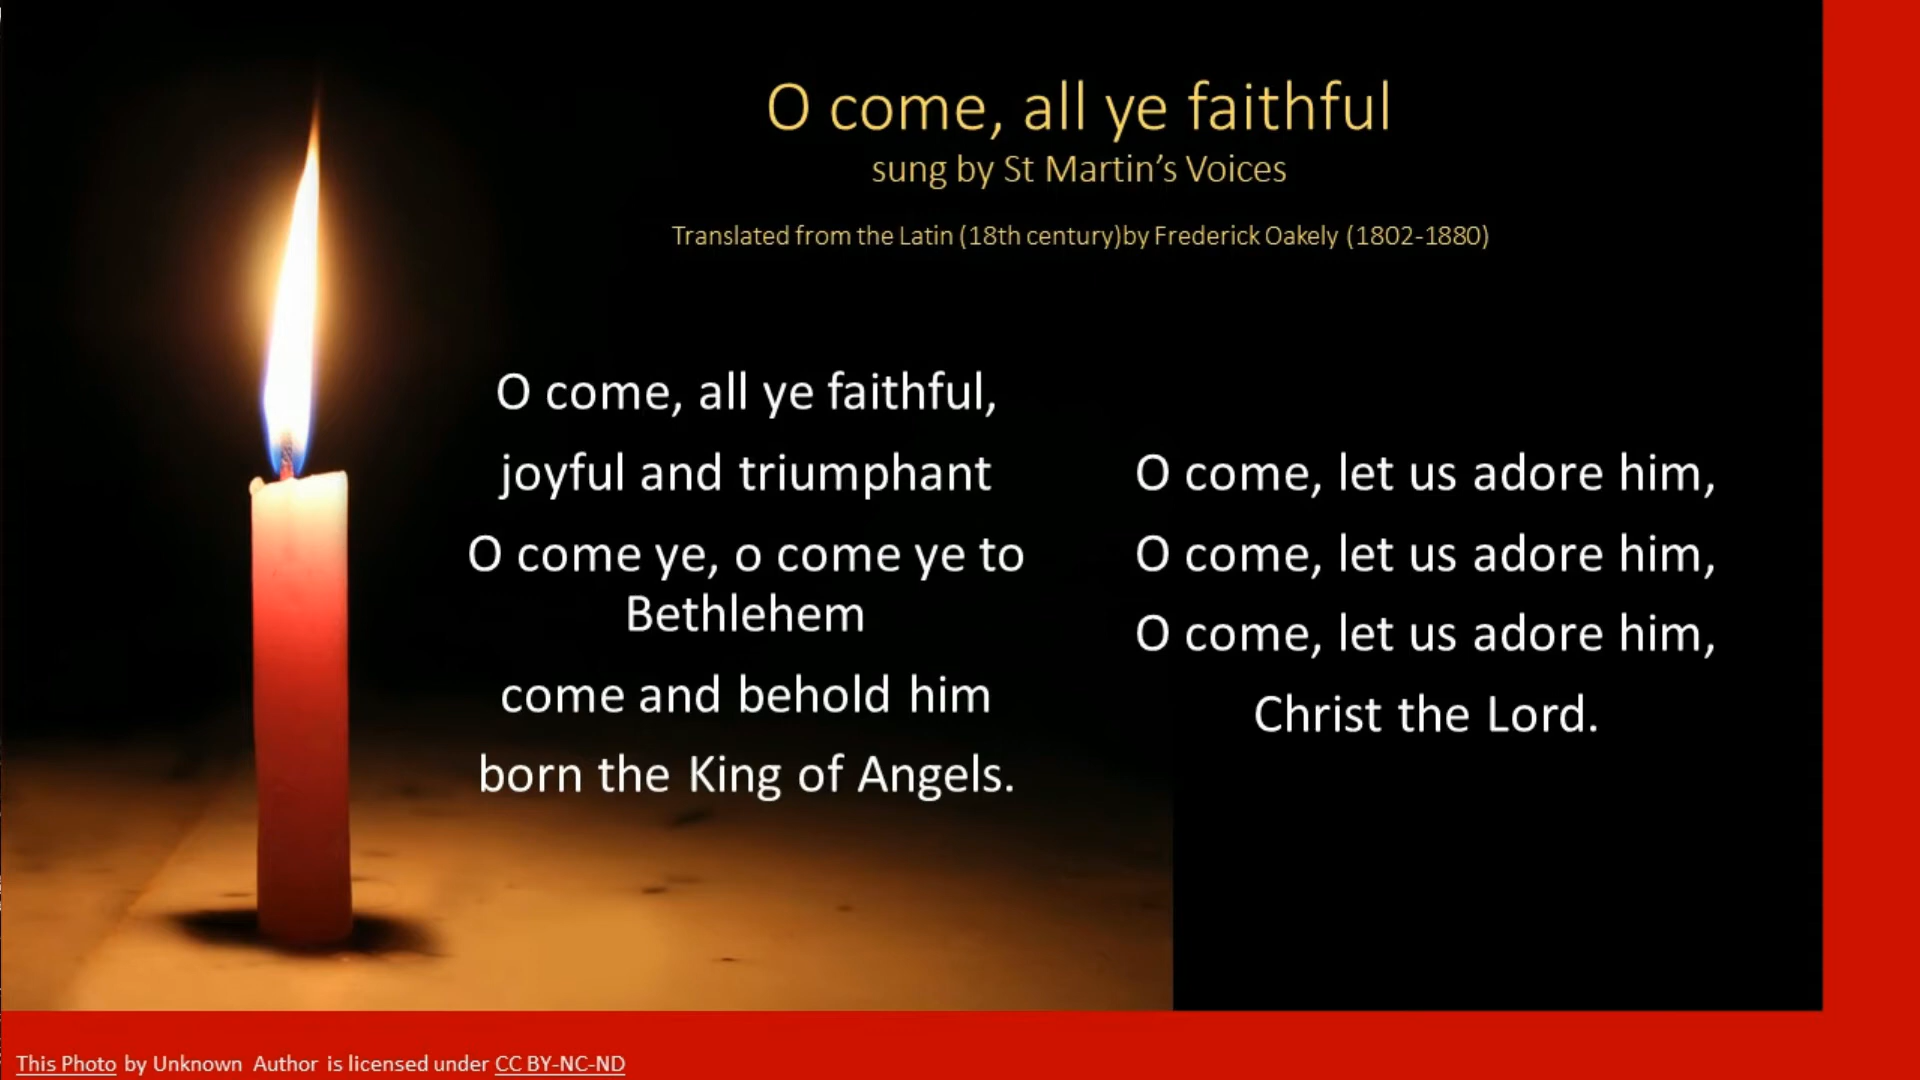 O come, all ye faithful
sung by St Martin’s Voices
Translated from the Latin (18th century)by Frederick Oakely (1802-1880)
O come, all ye faithful,
joyful and triumphant
O come ye, o come ye to
Bethlehem
come and behold him
born the King of Angels.
O come, let us adore him,
O come, let us adore him,
O come, let us adore him,
Christ the Lord.
This Photo by Unknown Author is licensed under CC BY-NC-ND